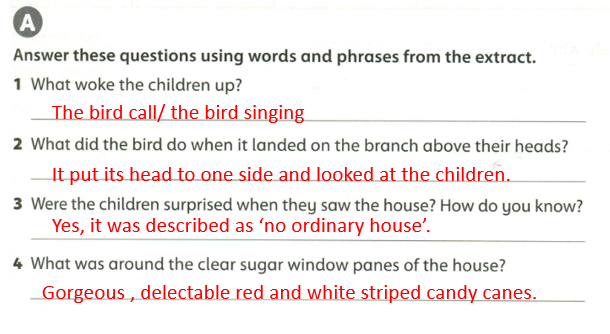 A
Answer these questions using words and phrases from the extract.
1 What woke the children up?
The bird call/ the bird singing
2 What did the bird do when it landed on the branch above their heads?
It put its head to one side and looked at the children.
3 Were the children surprised when they saw the house? How do you know?
Yes, it was described as ‘no ordinary house’.
4 What was around the clear sugar window panes of the house?
Gorgeous , delectable red and white striped candy canes.